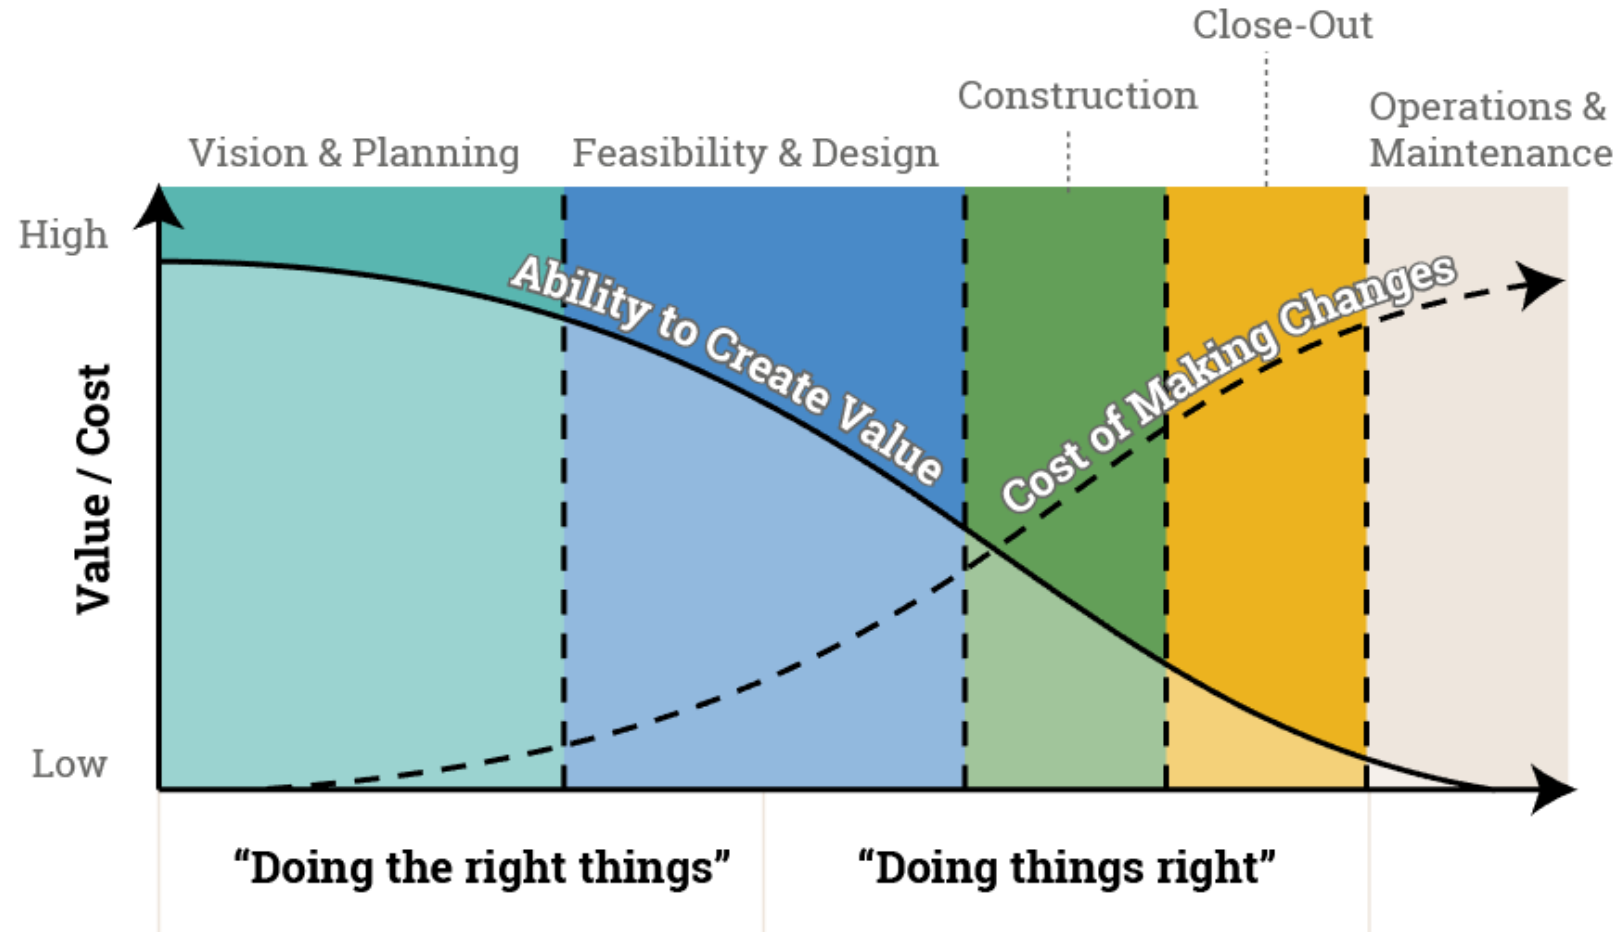 Close-Out
Construction
Operations &
Maintenance
Vision & Planning
Feasibility & Design
High
Ability to Create Value
Cost of Making Changes
Value / Cost
Low
“Doing the right things”
“Doing things right”